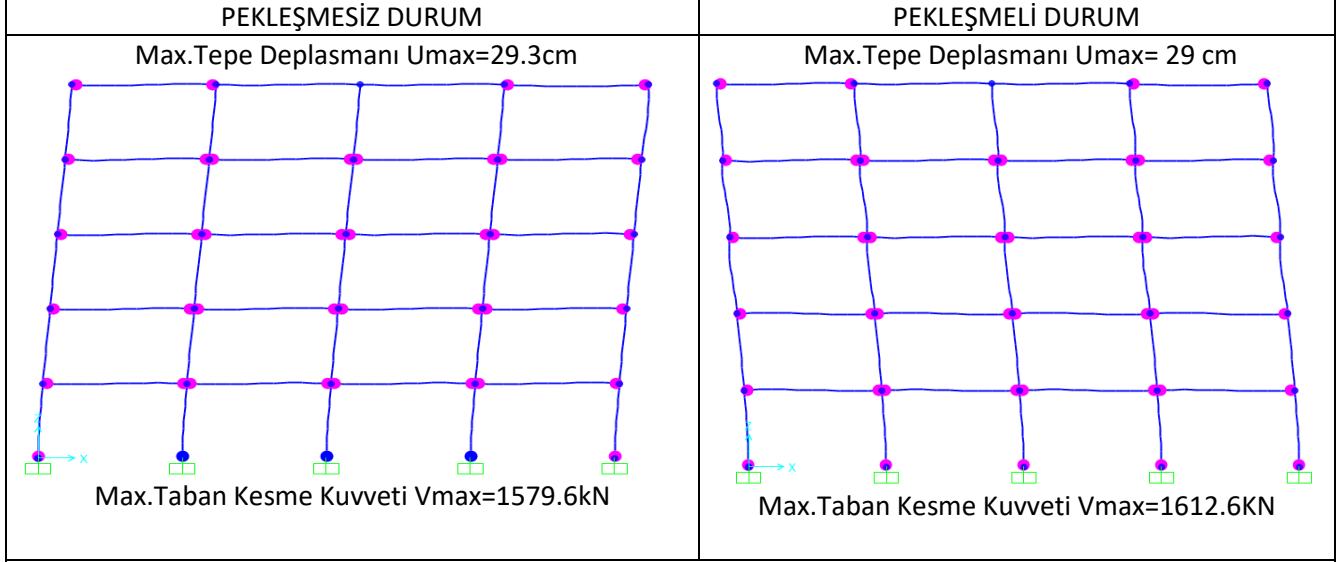 PEKLEŞMESİZ DURUM
Max.Tepe Deplasmanı Umax=29.3cm
Z
X
Max.Taban Kesme Kuvveti Vmax=1579.6kN
PEKLEŞMELİ DURUM
Max.Tepe Deplasmanı Umax= 29 cm
Z
X
Max.Taban Kesme Kuvveti Vmax=1612.6KN